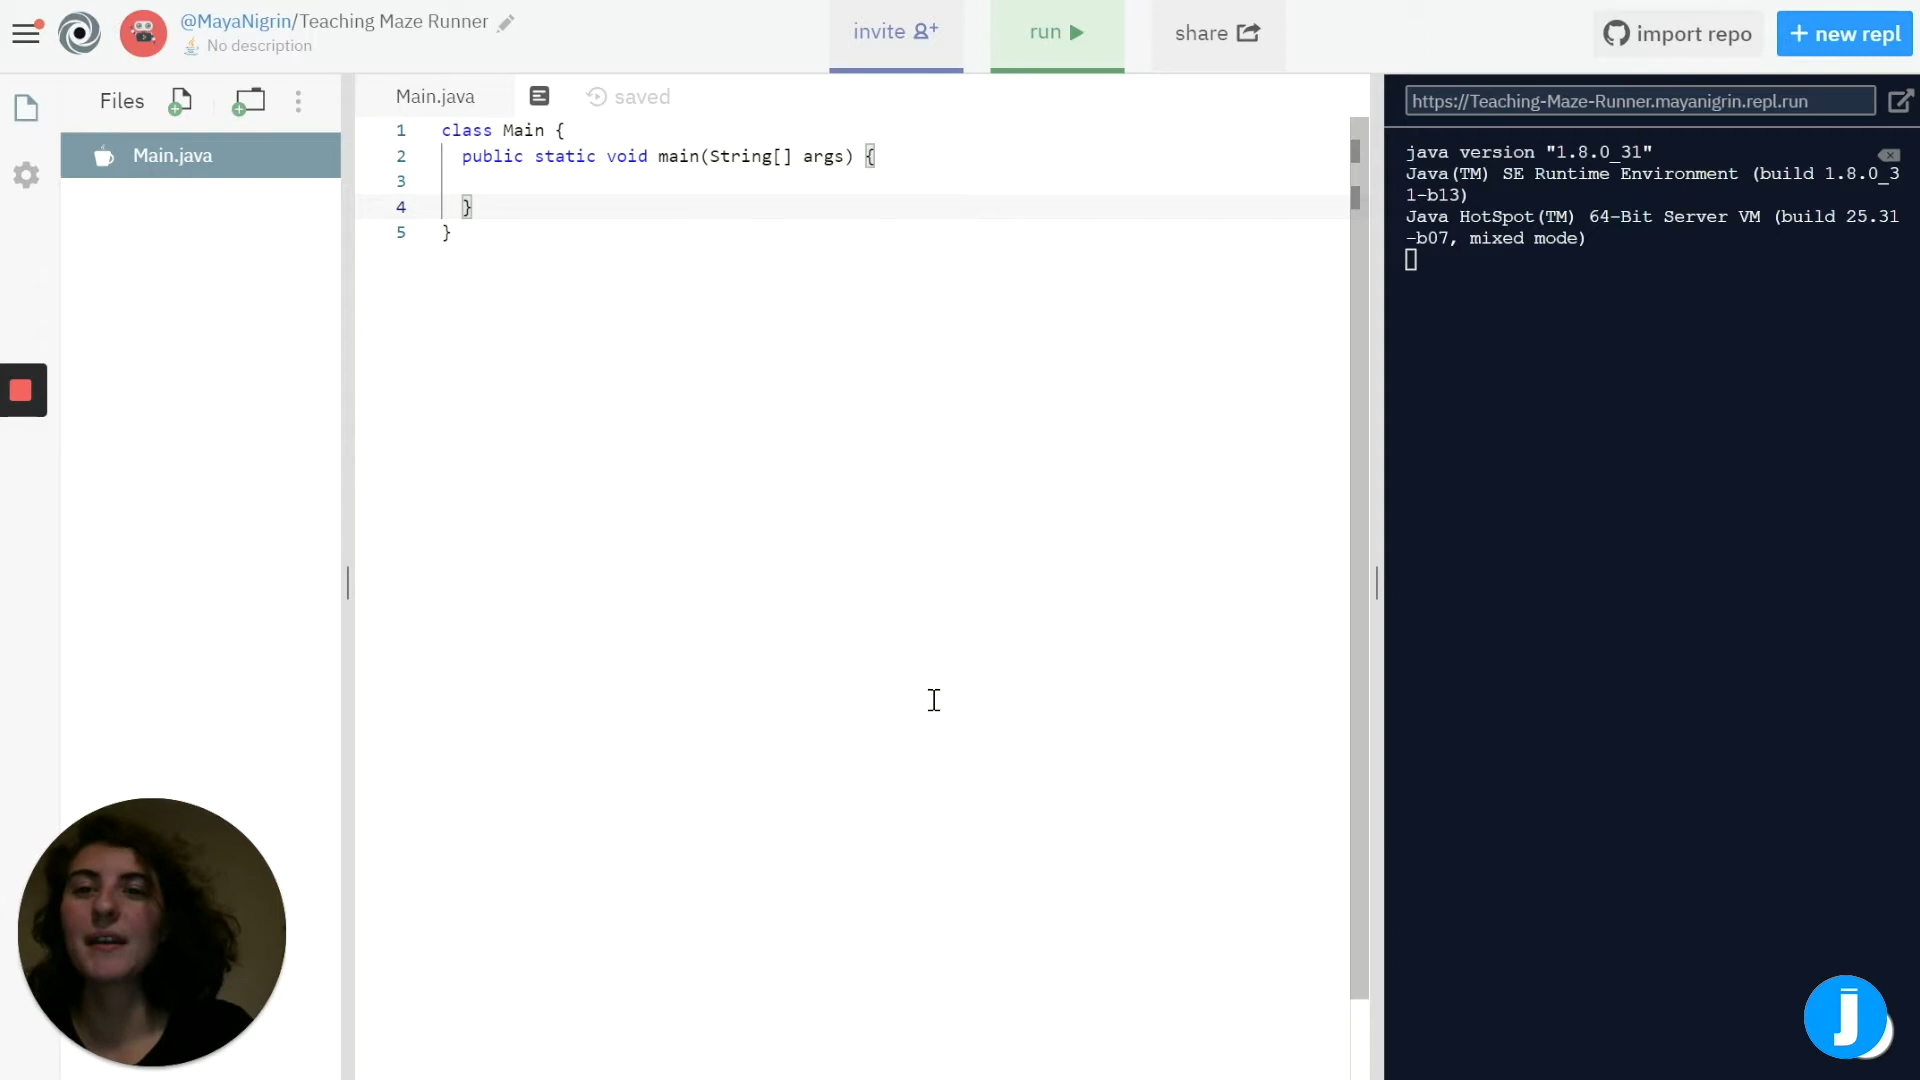 @MayaNigrin/Teaching Maze Runner
No description
invite
run
share
import repo
+ new repl
Files
Main.java
Main.java
saved
1 class Main {
2 public static void main(String[] args) {
3
4 }
5 }
https://Teaching-Maze-Runner.mayanigrin.repl.run
java version "1.8.0_31"
Java(TM) SE Runtime Environment (build 1.8.0_3
1-b13)
Java HotSpot(TM) 64-Bit Server VM (build 25.31
-b07, mixed mode)
J